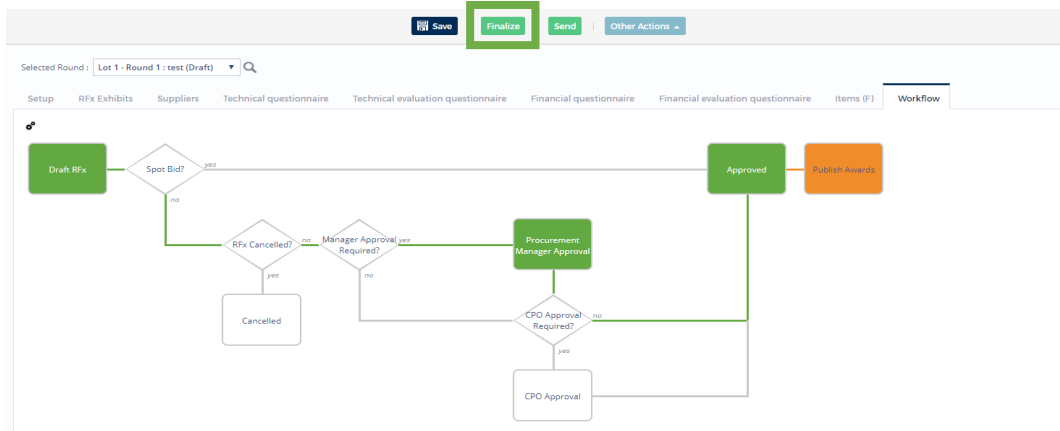 Save
Finalize
Send
Other Actions
Selected Round : Lot 1 - Round 1 : test (Draft)
Setup RFx Exhibits Suppliers Technical questionnaire Technical evaluation questionnaire Financial questionnaire Financial evaluation questionnaire Items (F) Workflow
Draft RFx
Spot Bid?
yes
no
Approved
Publish Awards
RFx Cancelled?
no
yes
Manager Approval
Required?
yes
no
Procurement
Manager Approval
Cancelled
CPO Approval
Required?
no
yes
CPO Approval